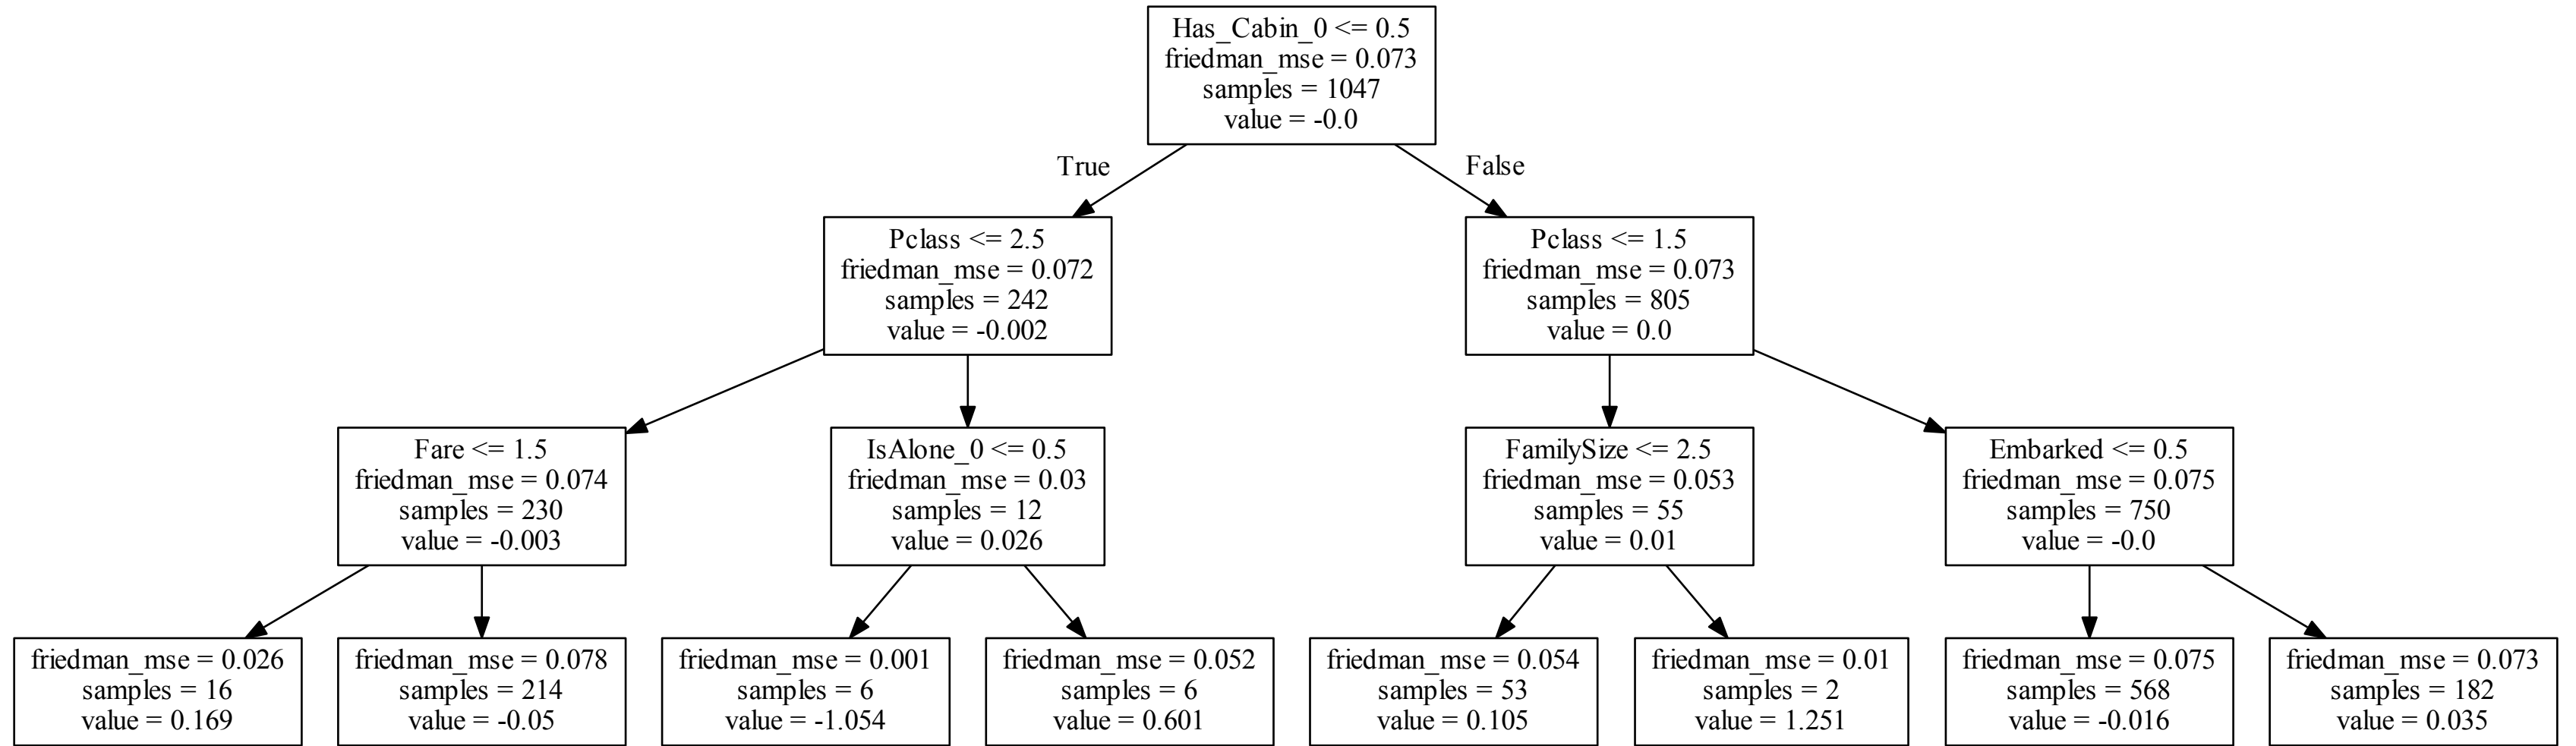 Has_Cabin_0 <= 0.5
friedman_mse = 0.073
samples = 1047
value = -0.0
True
False
Pclass <= 2.5
friedman_mse = 0.072
samples = 242
value = -0.002
Pclass <= 1.5
friedman_mse = 0.073
samples = 805
value = 0.0
Fare <= 1.5
friedman_mse = 0.074
samples = 230
value = -0.003
IsAlone_0 <= 0.5
friedman_mse = 0.03
samples = 12
value = 0.026
FamilySize <= 2.5
friedman_mse = 0.053
samples = 55
value = 0.01
Embarked <= 0.5
friedman_mse = 0.075
samples = 750
value = -0.0
friedman_mse = 0.026
samples = 16
value = 0.169
friedman_mse = 0.078
samples = 214
value = -0.05
friedman_mse = 0.001
samples = 6
value = -1.054
friedman_mse = 0.052
samples = 6
value = 0.601
friedman_mse = 0.054
samples = 53
value = 0.105
friedman_mse = 0.01
samples = 2
value = 1.251
friedman_mse = 0.075
samples = 568
value = -0.016
friedman_mse = 0.073
samples = 182
value = 0.035